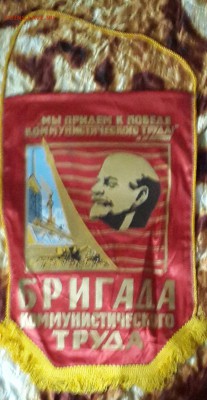 „МЫ ПРИДЕМ К ПОБЕДЕ
КОММУНИСТИЧЕСКОГО ТРУДА!"
БРИГАДА
КОММУНИСТИЧЕСКОГО
ТРУДА